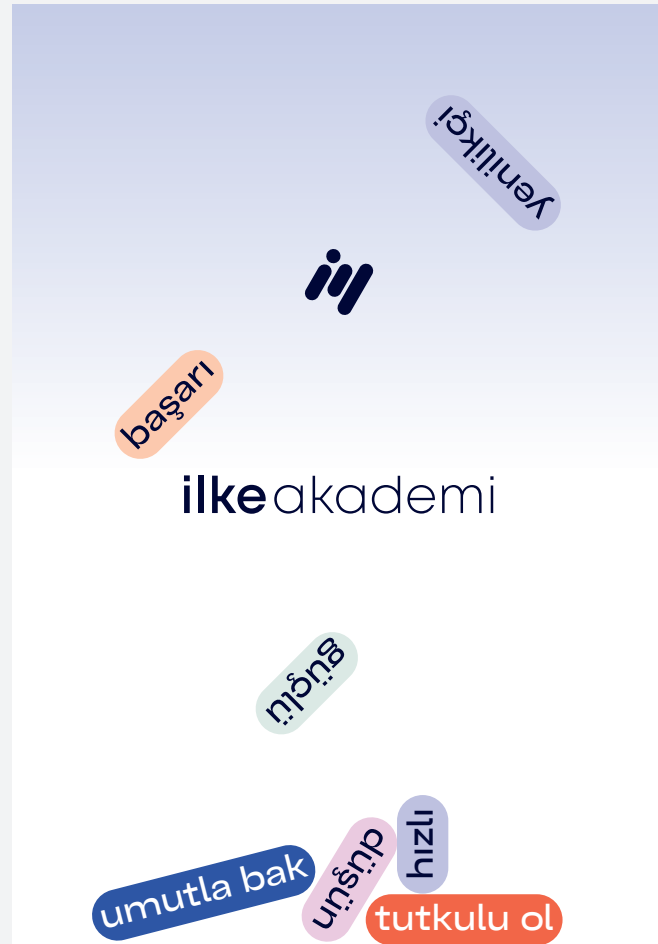 yenilikçi
başarı
ilkeakademi
güçlü
hızlı
düşün
umutla bak
tutkulu ol